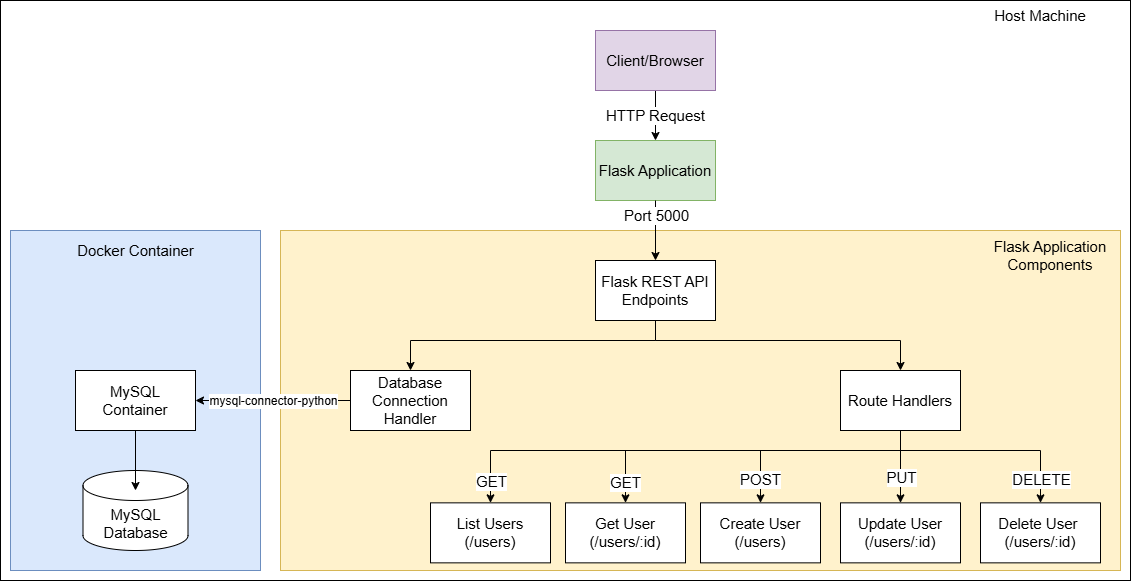 Host Machine
Client/Browser
HTTP Request
Flask Application
Port 5000
Docker Container
Flask Application
Components
Flask REST API
Endpoints
MySQL
Container
mysql-connector-python
Database
Connection
Handler
Route Handlers
GET
GET
POST
PUT
DELETE
MySQL
Database
List Users
(/users)
Get User
(/users/:id)
Create User
(/users)
Update User
(/users/:id)
Delete User
(/users/:id)